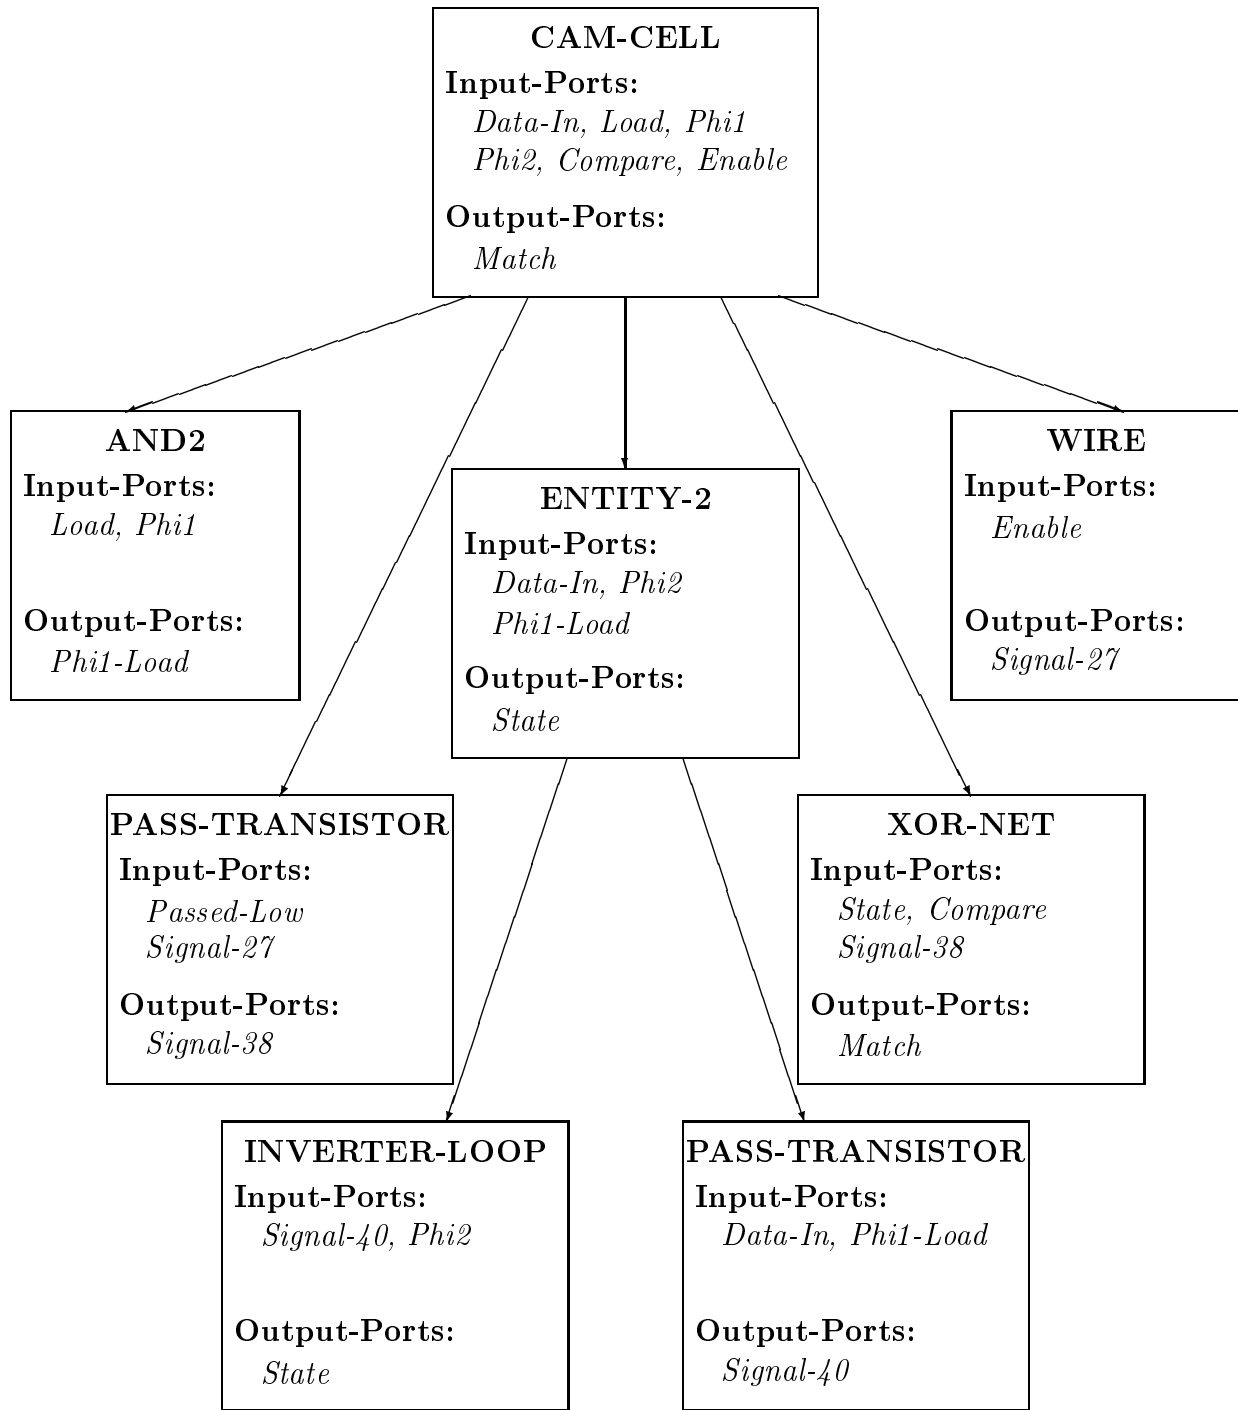 CAM-CELL
Input-Ports:
Data-In, Load, Phi1
Phi2, Compare, Enable
Output-Ports:
Match
AND2
Input-Ports:
Load, Phi1
Output-Ports:
Phi1-Load
ENTITY-2
Input-Ports:
Data-In, Phi2
Phi1-Load
Output-Ports:
State
WIRE
Input-Ports:
Enable
Output-Ports:
Signal-27
PASS-TRANSISTOR
Input-Ports:
Passed-Low
Signal-27
Output-Ports:
Signal-38
XOR-NET
Input-Ports:
State, Compare
Signal-38
Output-Ports:
Match
INVERTER-LOOP
Input-Ports:
Signal-40, Phi2
Output-Ports:
State
PASS-TRANSISTOR
Input-Ports:
Data-In, Phi1-Load
Output-Ports:
Signal-40